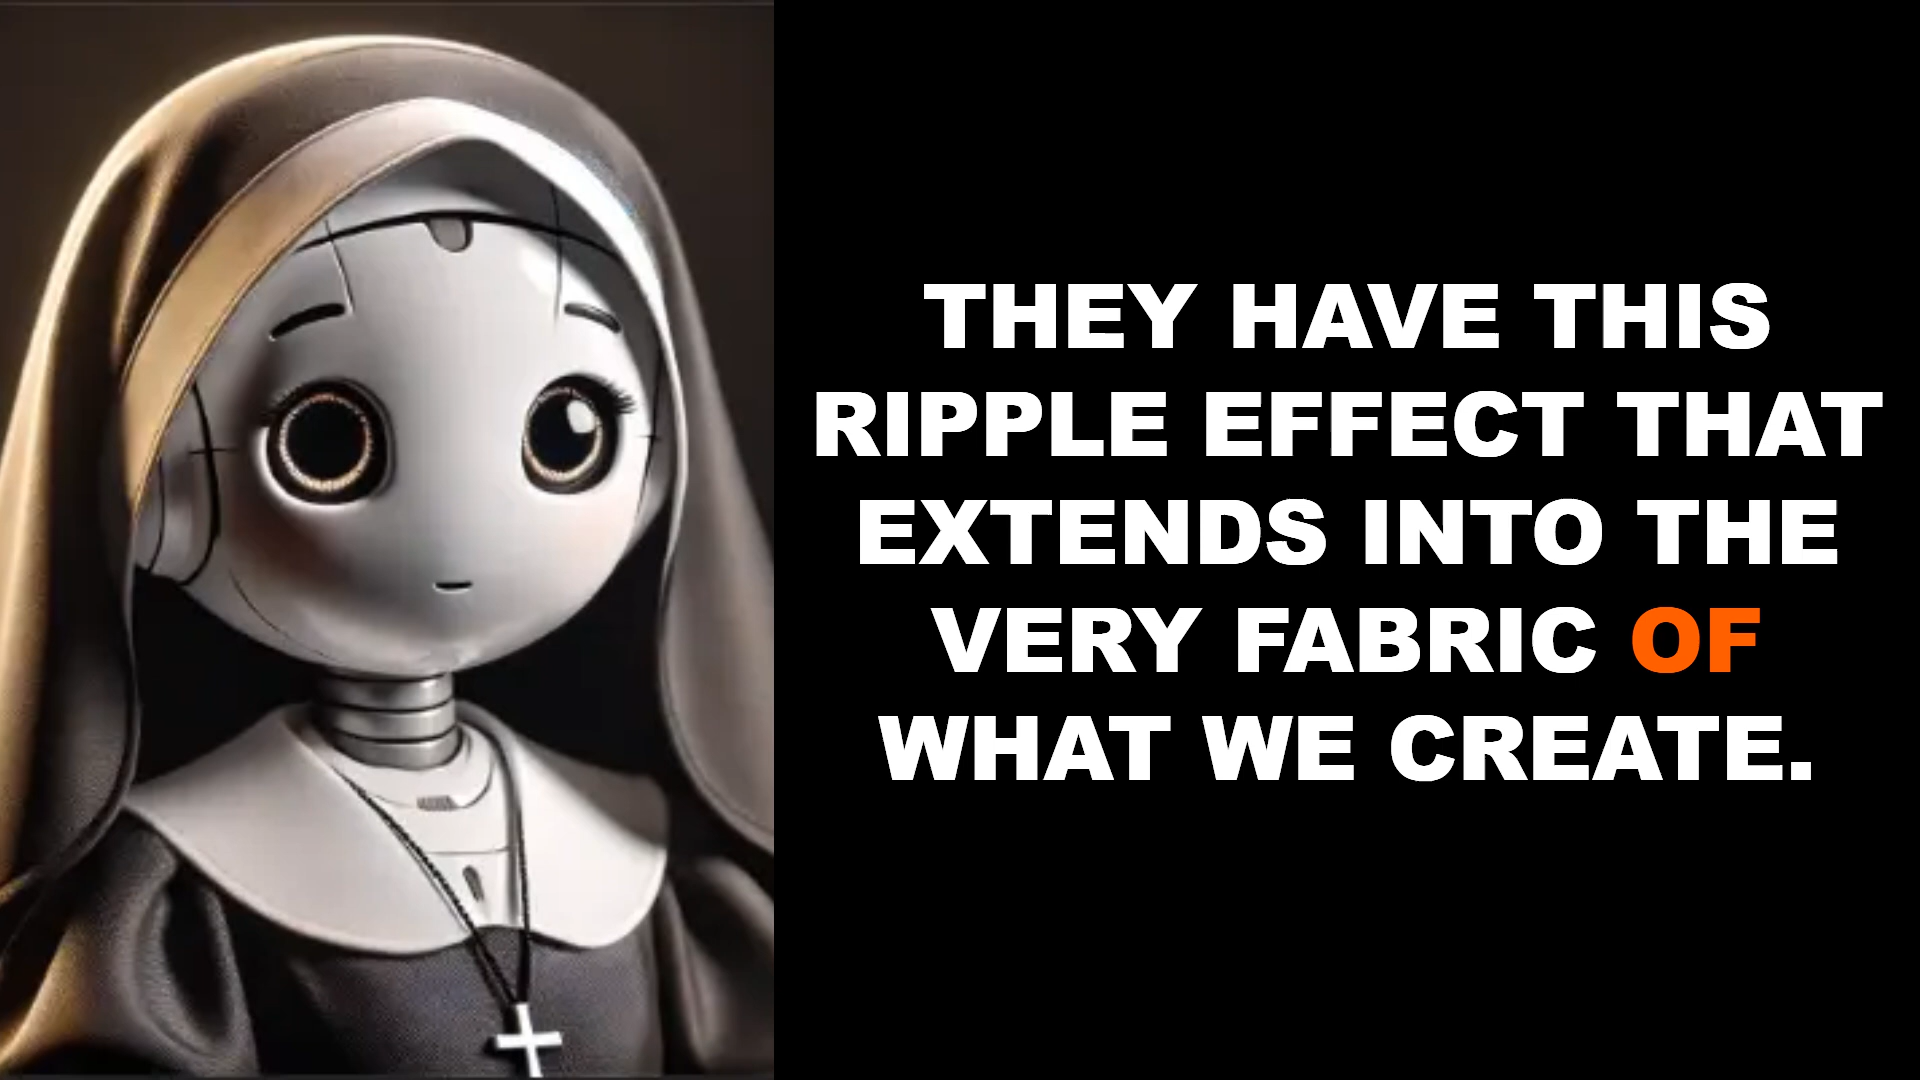 THEY HAVE THIS
RIPPLE EFFECT THAT
EXTENDS INTO THE
VERY FABRIC OF
WHAT WE CREATE.